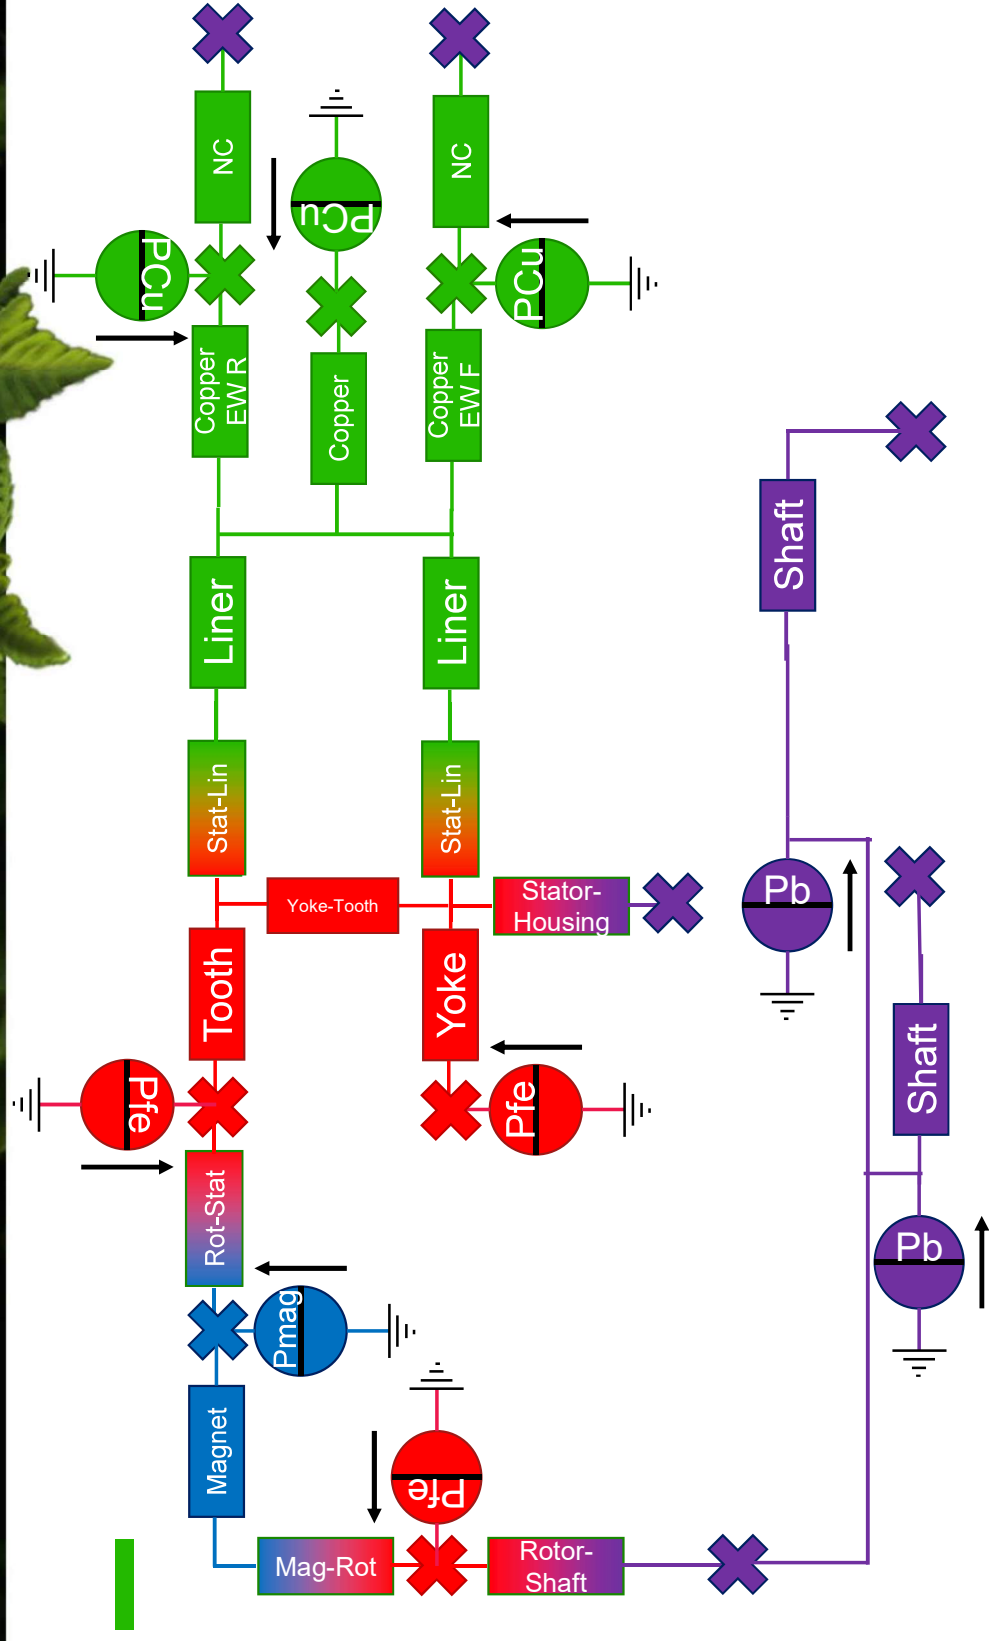 NC
NC
PCu
PCu
PCu
Copper
EW R
Copper
Copper
EW F
Shaft
Liner
Liner
Stat-Lin
Stat-Lin
Yoke-Tooth
Stator-
Housing
Pb
Tooth
Yoke
Shaft
Pfe
Pfe
Rot-Stat
Pb
Pmag
Magnet
Pfe
Mag-Rot
Rotor-
Shaft